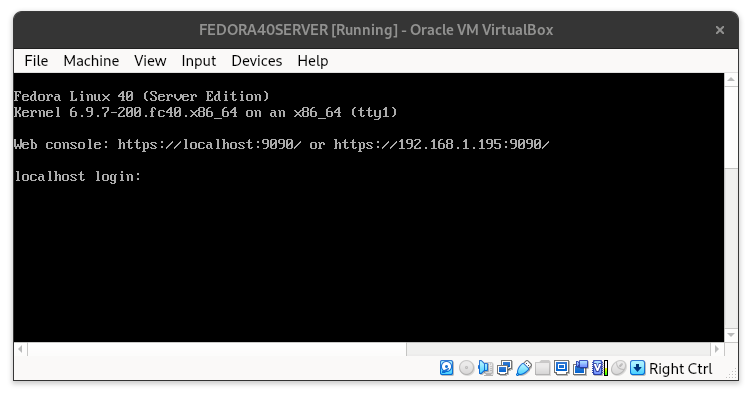 FEDORA40SERVER [Running] - Oracle VM VirtualBox
File Machine View Input Devices Help
Fedora Linux 40 (Server Edition)
Kernel 6.9.7-200.fc40.x86_64 on an x86_64 (tty1)
Web console: https://localhost:9090/ or https://192.168.1.195:9090/
localhost login:
Right Ctrl